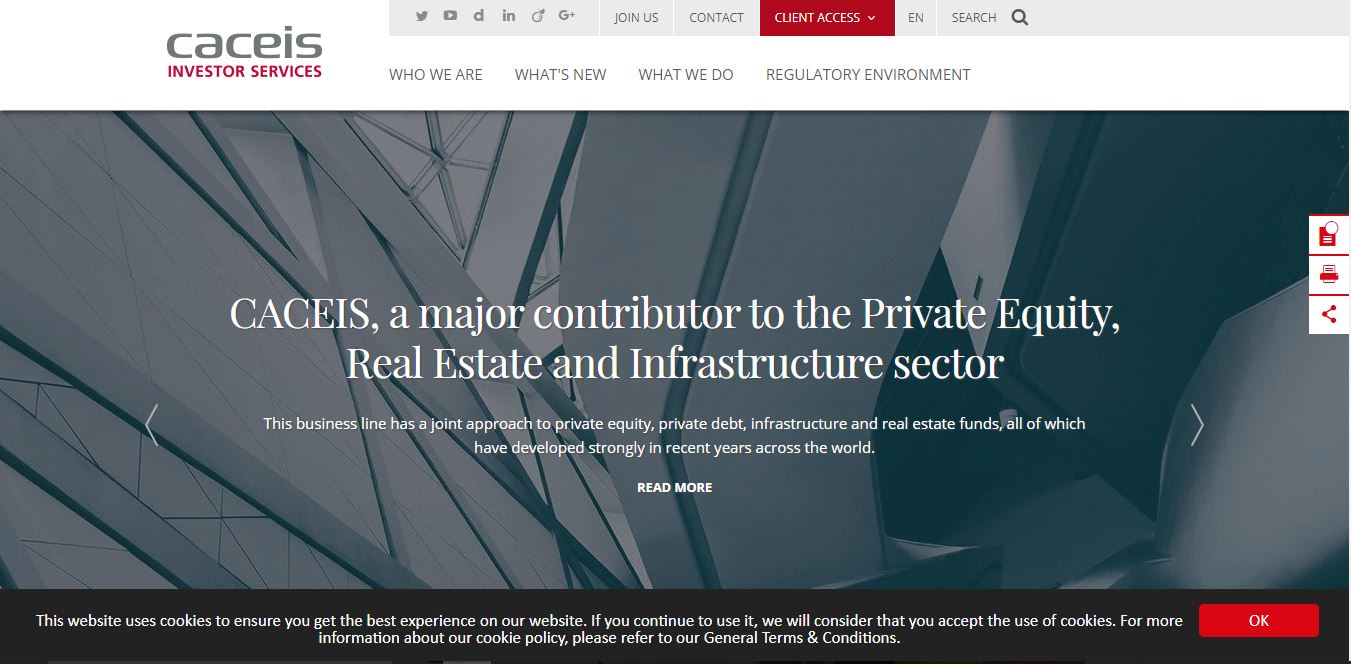 JOIN US CONTACT CLIENT ACCESS EN SEARCH
caceis
INVESTOR SERVICES
WHO WE ARE WHAT'S NEW WHAT WE DO REGULATORY ENVIRONMENT
CACEIS, a major contributor to the Private Equity,
Real Estate and Infrastructure sector
This business line has a joint approach to private equity, private debt, infrastructure and real estate funds, all of which
have developed strongly in recent years across the world.
READ MORE
This website uses cookies to ensure you get the best experience on our website. If you continue to use it, we will consider that you accept the use of cookies. For more
information about our cookie policy, please refer to our General Terms & Conditions.
OK